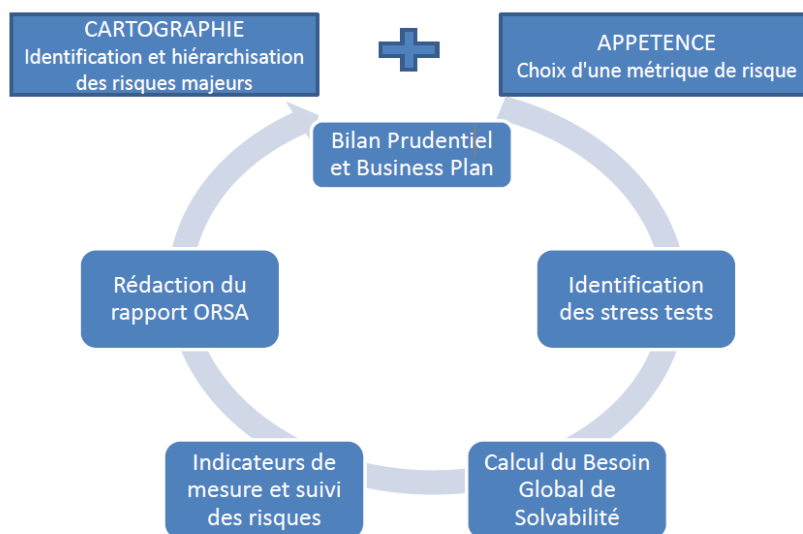 CARTOGRAPHIE
Identification et hiérarchisation
des risques majeurs
APPETENCE
Choix d'une métrique de risque
Bilan Prudentiel
et Business Plan
Identification
des stress tests
Calcul du Besoin
Global de
Solvabilité
Indicateurs de
mesure et suivi
des risques
Rédaction du
rapport ORSA